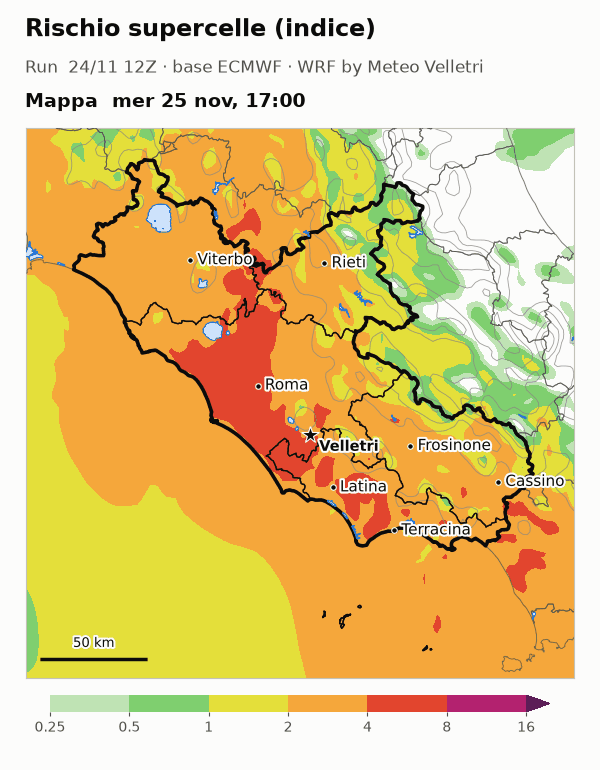 Rischio supercelle (indice)
Run  24/11 12Z · base ECMWF · WRF by Meteo Velletri
Mappa  mer 25 nov, 17:00
Viterbo
Rieti
Roma
Velletri
Frosinone
Cassino
Latina
Terracina
50 km
0.25 0.5 1 2 4 8 16